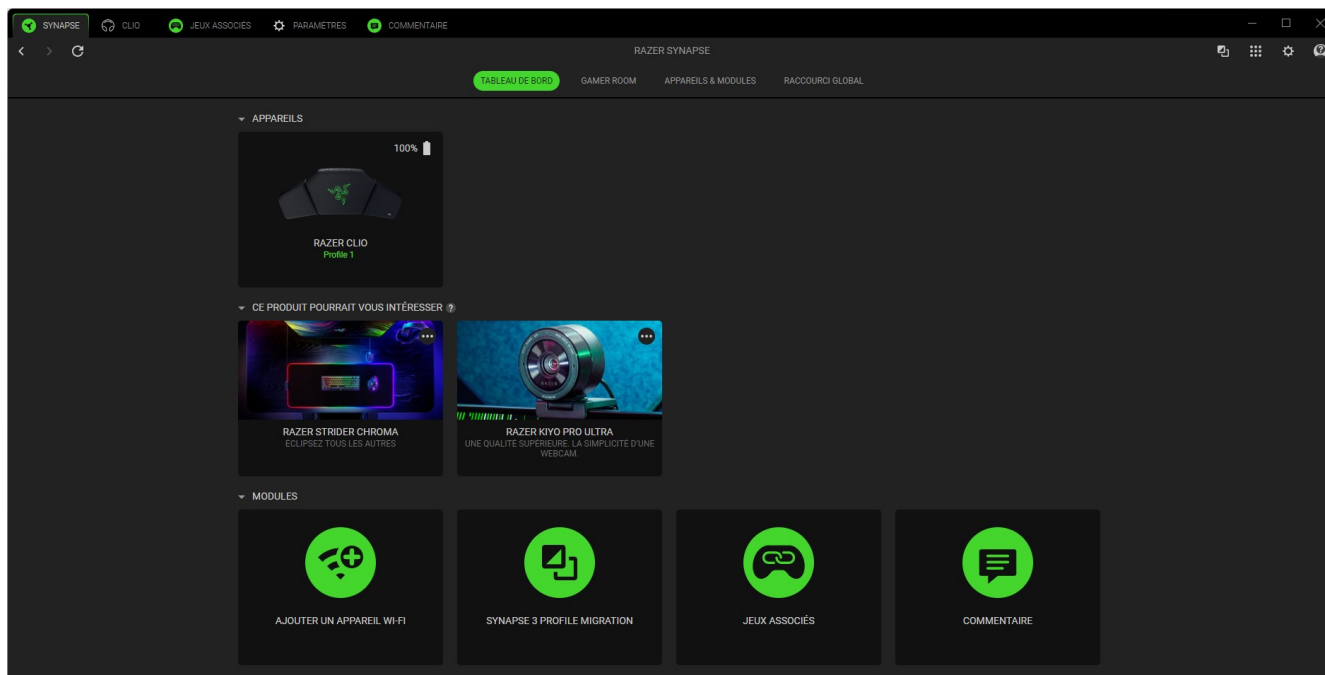 SYNAPSE
CLIO
JEUX ASSOCIÉS
PARAMÈTRES
COMMENTAIRE
RAZER SYNAPSE
TABLEAU DE BORD
GAMER ROOM
APPAREILS & MODULES
RACCOURCI GLOBAL
APPAREILS
100%
RAZER CLIO
Profile 1
CE PRODUIT POURRAIT VOUS INTÉRESSER ?
RAZER STRIDER CHROMA
ÉCLIPSEZ TOUS LES AUTRES
RAZER KIYO PRO ULTRA
UNE QUALITÉ SUPÉRIEURE. LA SIMPLICITÉ D'UNE
WEBCAM.
MODULES
AJOUTER UN APPAREIL WI-FI
SYNAPSE 3 PROFILE MIGRATION
JEUX ASSOCIÉS
COMMENTAIRE